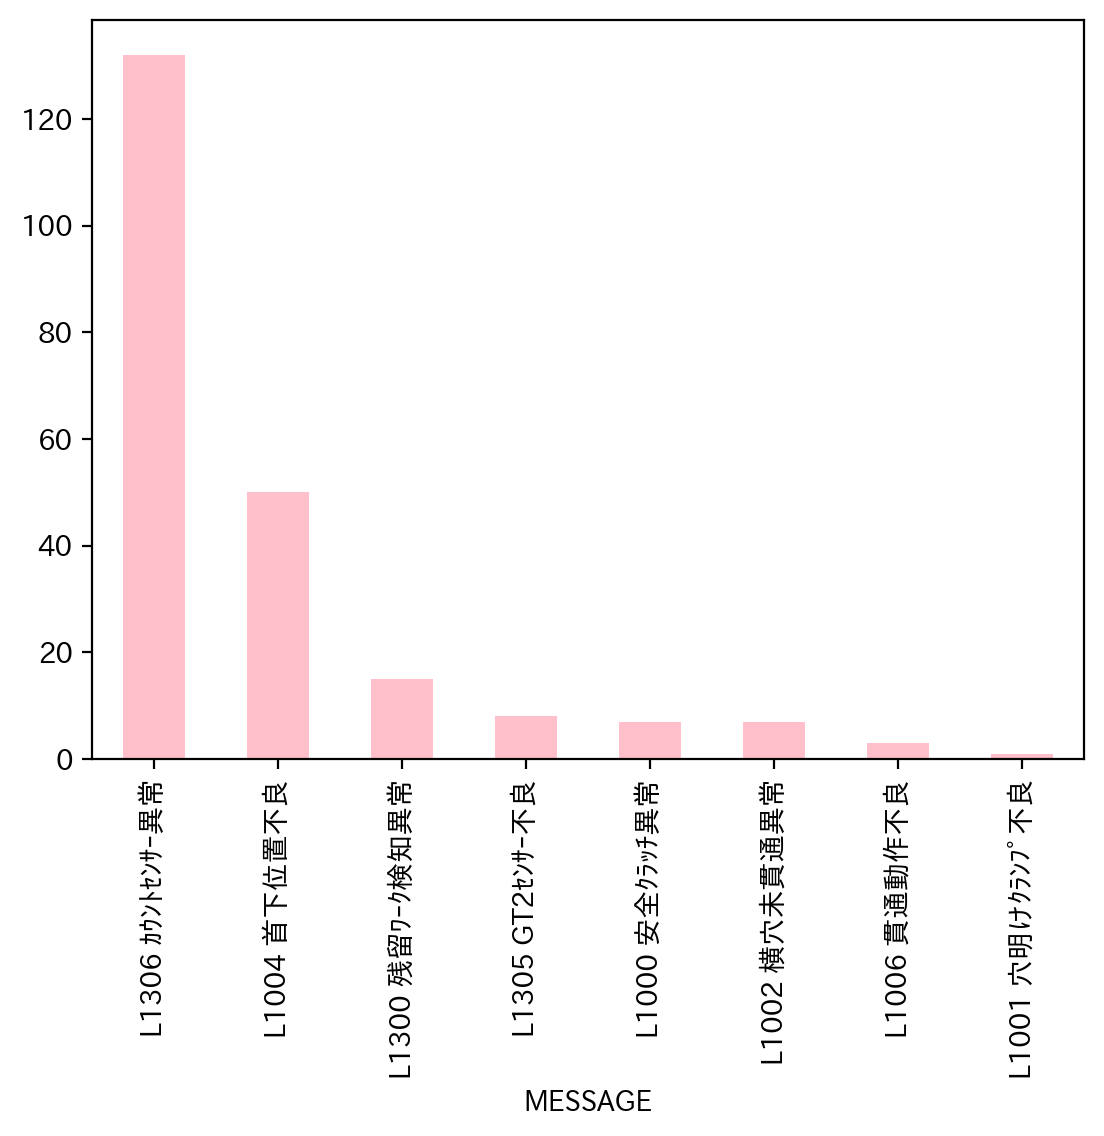 120
100
80
60
40
20
0
L1306 ｶｳﾝﾄｾﾝｻｰ異常
L1004 首下位置不良
L1300 残留ﾜｰｸ検知異常
L1305 GT2ｾﾝｻｰ不良
L1000 安全ｸﾗｯﾁ異常
L1002 横穴未貫通異常
L1006 貫通動作不良
L1001 穴明けｸﾗﾝﾌﾟ不良
MESSAGE